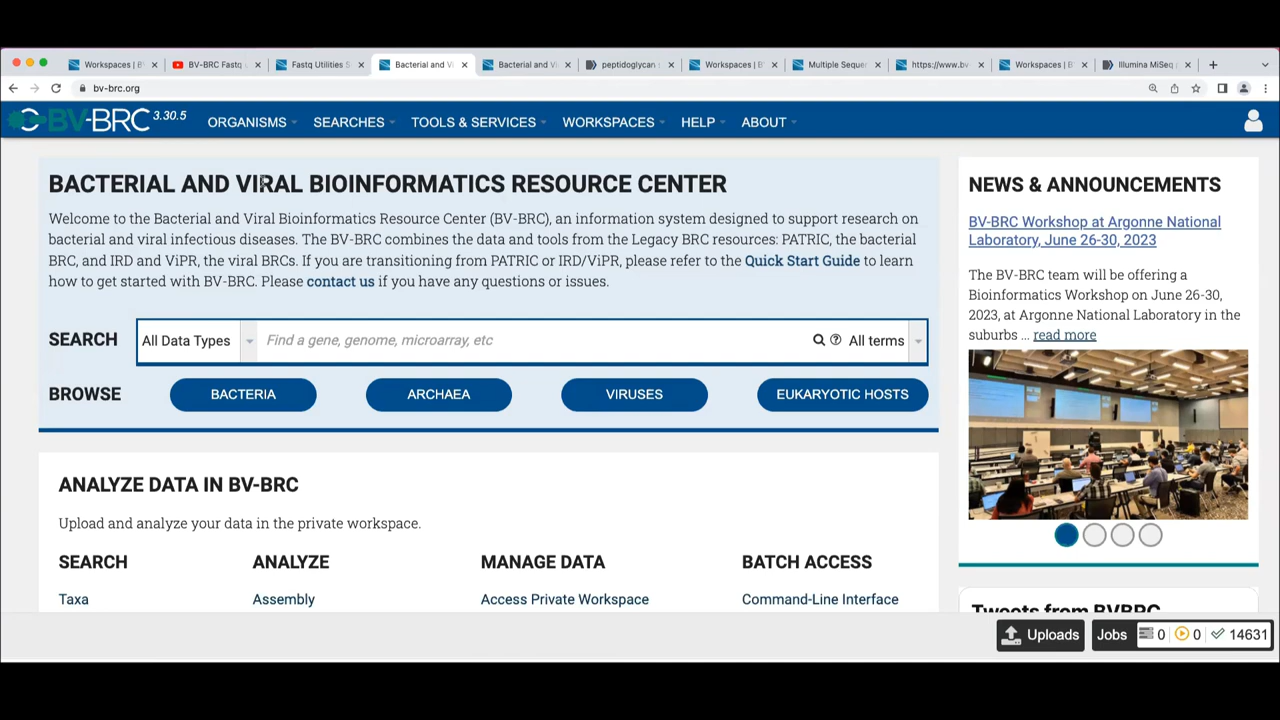 Workspaces | B
BV-BRC Fastq u
Fastq Utilities S
Bacterial and Vi
Bacterial and Vi
peptidoglycan
Workspaces | B
Multiple Sequen
https://www.bv
Workspaces | B
Illumina MiSeq
bv-brc.org
BV-BRC 3.30.5
ORGANISMS
SEARCHES
TOOLS & SERVICES
WORKSPACES
HELP
ABOUT
BACTERIAL AND VIRAL BIOINFORMATICS RESOURCE CENTER
Welcome to the Bacterial and Viral Bioinformatics Resource Center (BV-BRC), an information system designed to support research on
bacterial and viral infectious diseases. The BV-BRC combines the data and tools from the Legacy BRC resources: PATRIC, the bacterial
BRC, and IRD and ViPR, the viral BRCs. If you are transitioning from PATRIC or IRD/ViPR, please refer to the Quick Start Guide to learn
how to get started with BV-BRC. Please contact us if you have any questions or issues.
SEARCH
All Data Types
Find a gene, genome, microarray, etc
All terms
BROWSE
BACTERIA
ARCHAEA
VIRUSES
EUKARYOTIC HOSTS
ANALYZE DATA IN BV-BRC
Upload and analyze your data in the private workspace.
SEARCH
ANALYZE
MANAGE DATA
BATCH ACCESS
Taxa
Assembly
Access Private Workspace
Command-Line Interface
NEWS & ANNOUNCEMENTS
BV-BRC Workshop at Argonne National
Laboratory, June 26-30, 2023
The BV-BRC team will be offering a
Bioinformatics Workshop on June 26-30,
2023, at Argonne National Laboratory in the
suburbs ... read more
Tweets from BVBRC
Uploads
Jobs 0 0 14631